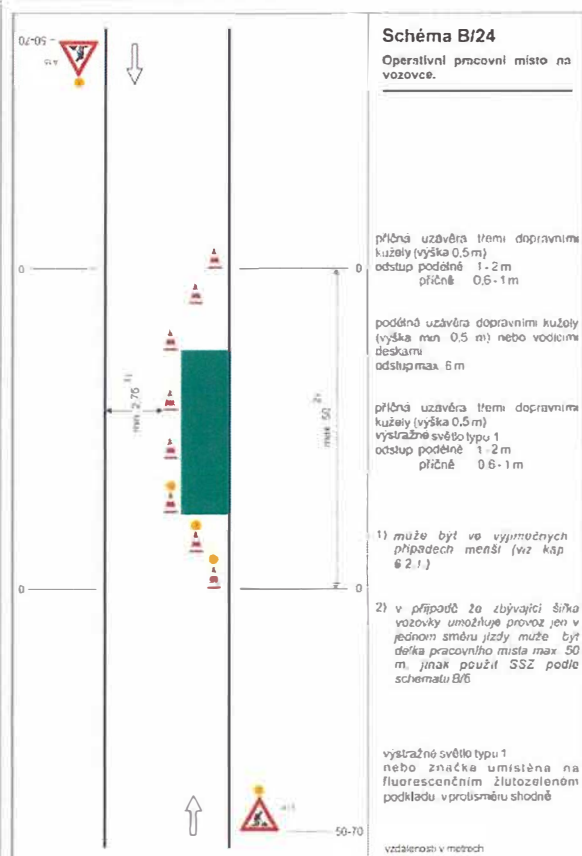 Schéma B/24
Operativní pracovní místo na
vozovce.
50-70
A15
0
0
příčná uzávěra třemi dopravními
kužely (výška 0,5 m)
odstup podélně 1 - 2 m
příčně 0,6 - 1 m
podélná uzávěra dopravními kužely
(výška min 0,5 m) nebo vodicími
deskami
odstup max 6 m
min 2,75 1)
max 50 2)
příčná uzávěra třemi dopravními
kužely (výška 0,5 m)
výstražné světlo typu 1
odstup podélně 1 - 2 m
příčně 0,6 - 1 m
1) může být ve výjimečných
případech menší (viz kap
6.2.1.)
0
0
2) v případě že zbývající šířka
vozovky umožňuje provoz jen v
jednom směru jízdy může být
délka pracovního místa max 50
m, jinak použít SSZ podle
schematu B/6
výstražné světlo typu 1
nebo značka umístěna na
fluorescenčním žlutozeleném
podkladu v protisměru shodně
A15
50-70
vzdálenosti v metrech